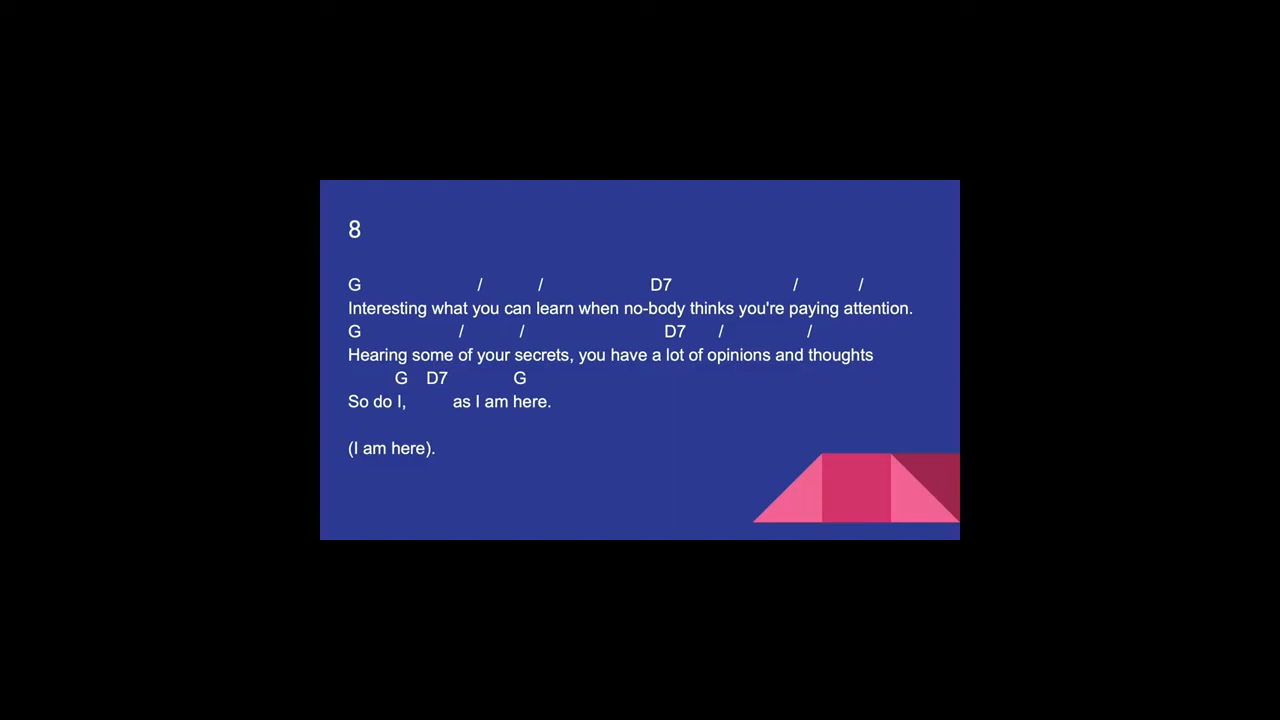 8
G / / D7 / /
Interesting what you can learn when no-body thinks you're paying attention.
G / / D7 / /
Hearing some of your secrets, you have a lot of opinions and thoughts
G D7 G
So do I, as I am here.
(I am here).